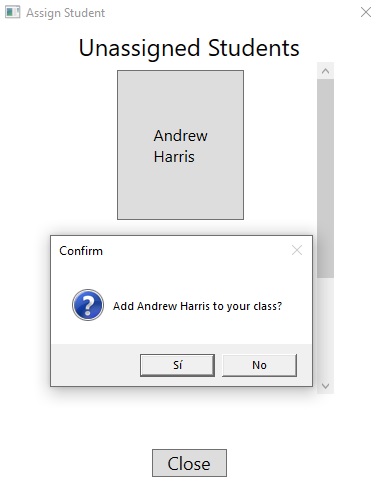 Assign Student
Unassigned Students
Andrew
Harris
Confirm
Add Andrew Harris to your class?
Sí
No
Close